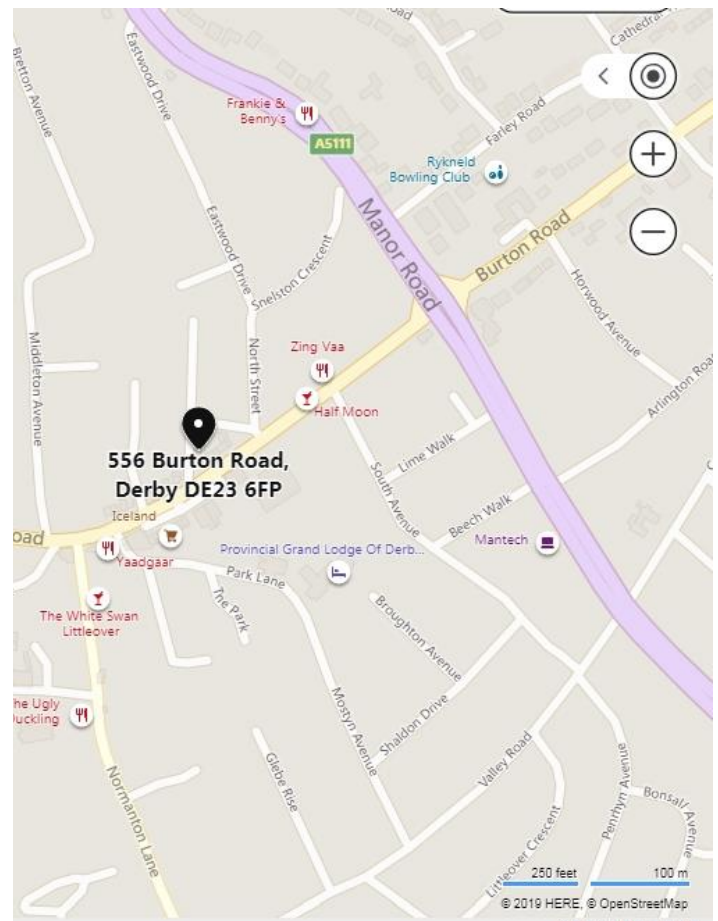 Road
Cathedral
Bretton Avenue
Eastwood Drive
Frankie &
Benny's
A5111
Farley Road
Rykneld
Bowling Club
Manor Road
Burton Road
Eastwood Drive
Snelston Crescent
Horwood Avenue
Middleton Avenue
North Street
Zing Vaa
Half Moon
Arlington Road
556 Burton Road,
Derby DE23 6FP
Lime Walk
South Avenue
Iceland
Beech Walk
oad
Yaadgaar
Provincial Grand Lodge Of Derb...
Mantech
Park Lane
The Park
The White Swan
Littleover
Broughton Avenue
he Ugly
Duckling
Mostyn Avenue
Shaldon Drive
Valley Road
Glebe Rise
Normanton Lane
Penrhyn Avenue
Bonsall Avenue
Littleover Crescent
250 feet
100 m
© 2019 HERE, © OpenStreetMap